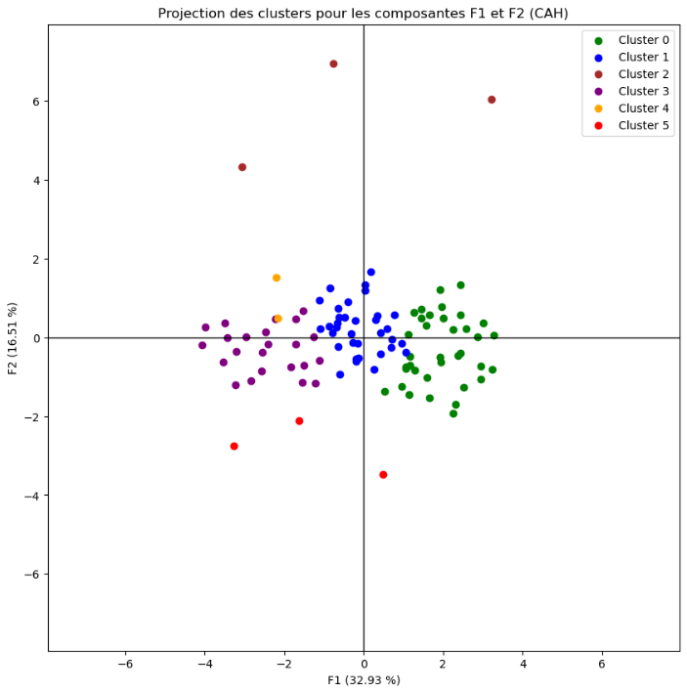 Projection des clusters pour les composantes F1 et F2 (CAH)
Cluster 0
Cluster 1
Cluster 2
Cluster 3
Cluster 4
Cluster 5
6
4
2
0
−2
−4
−6
F2 (16.51 %)
−6 −4 −2 0 2 4 6
F1 (32.93 %)